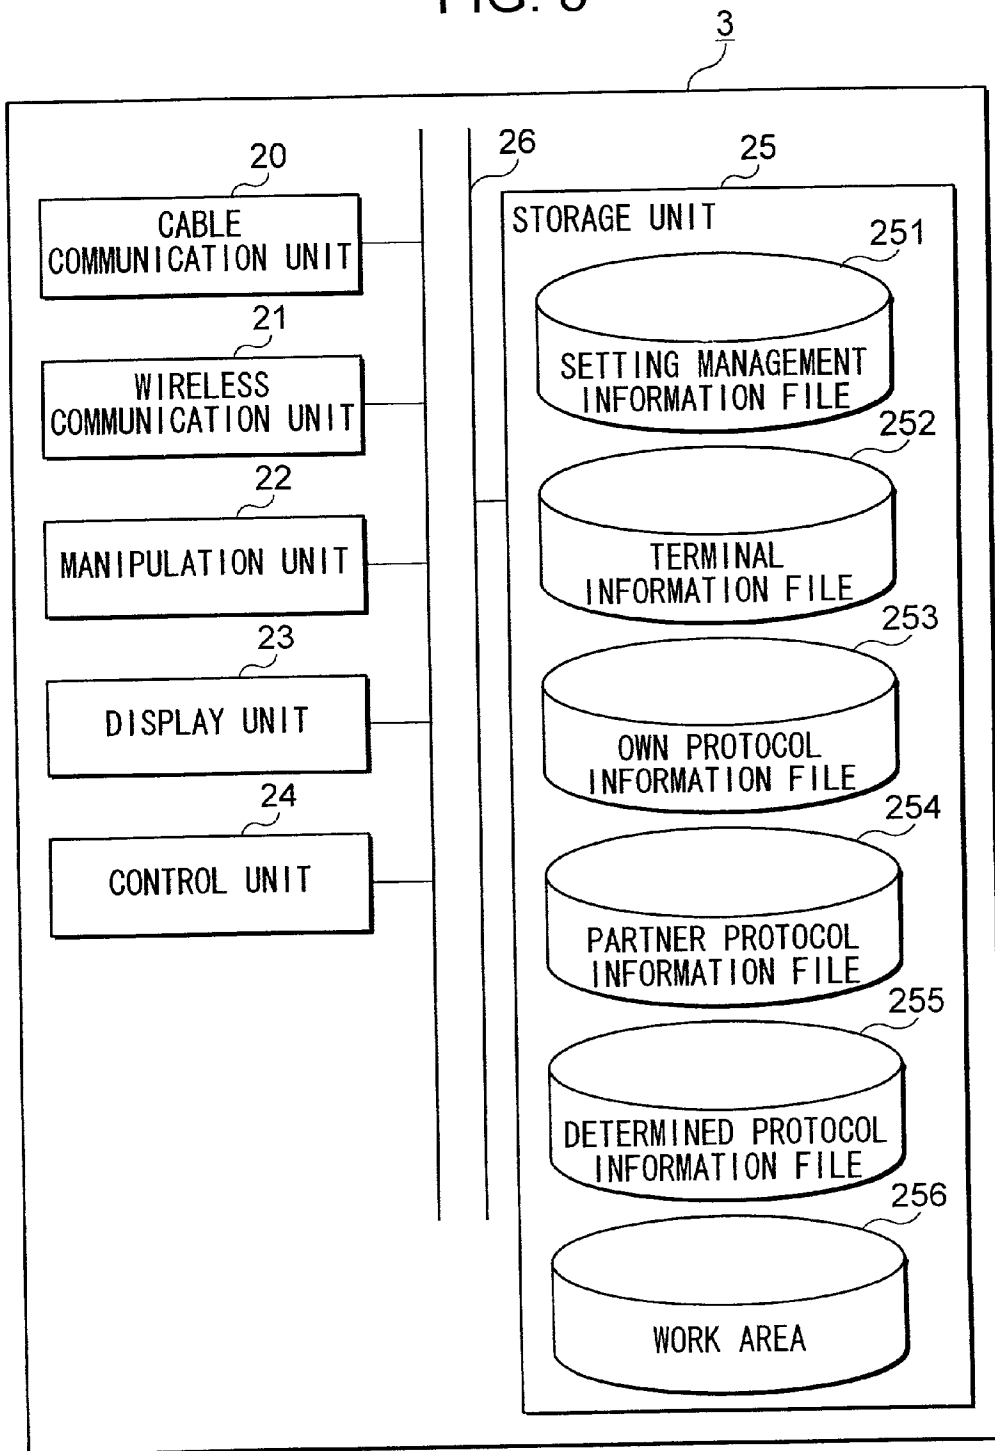 FIG.
3
20
CABLE
COMMUNICATION UNIT
21
WIRELESS
COMMUNICATION UNIT
22
MANIPULATION UNIT
23
DISPLAY UNIT
24
CONTROL UNIT
26
25
STORAGE UNIT
251
SETTING MANAGEMENT
INFORMATION FILE
252
TERMINAL
INFORMATION FILE
253
OWN PROTOCOL
INFORMATION FILE
254
PARTNER PROTOCOL
INFORMATION FILE
255
DETERMINED PROTOCOL
INFORMATION FILE
256
WORK AREA